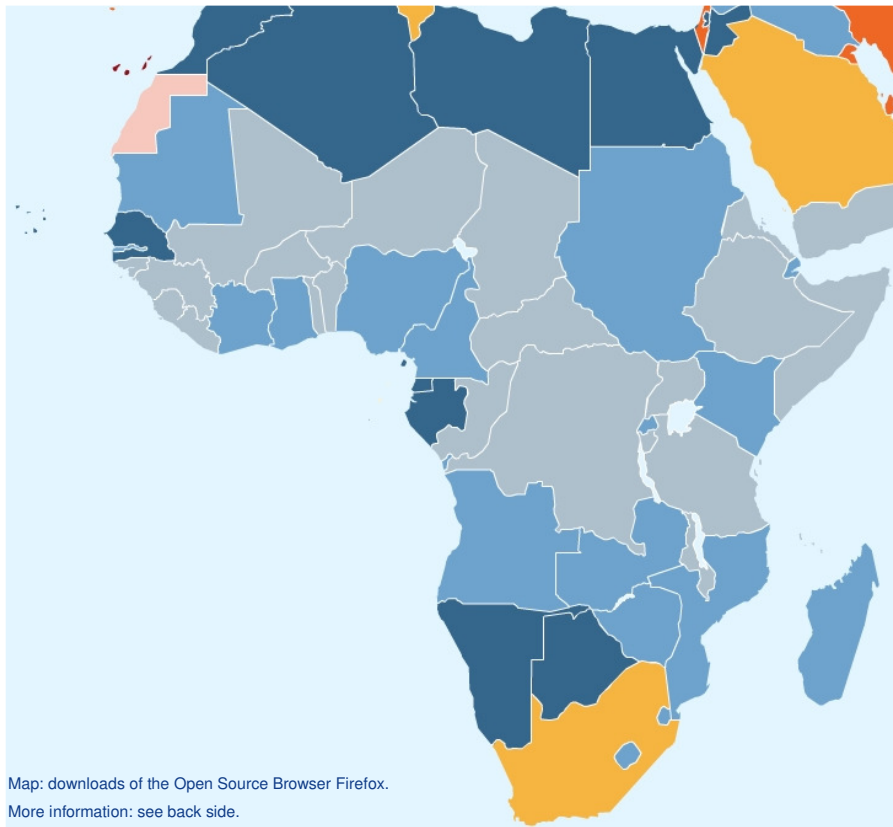 Map: downloads of the Open Source Browser Firefox.
More information: see back side.